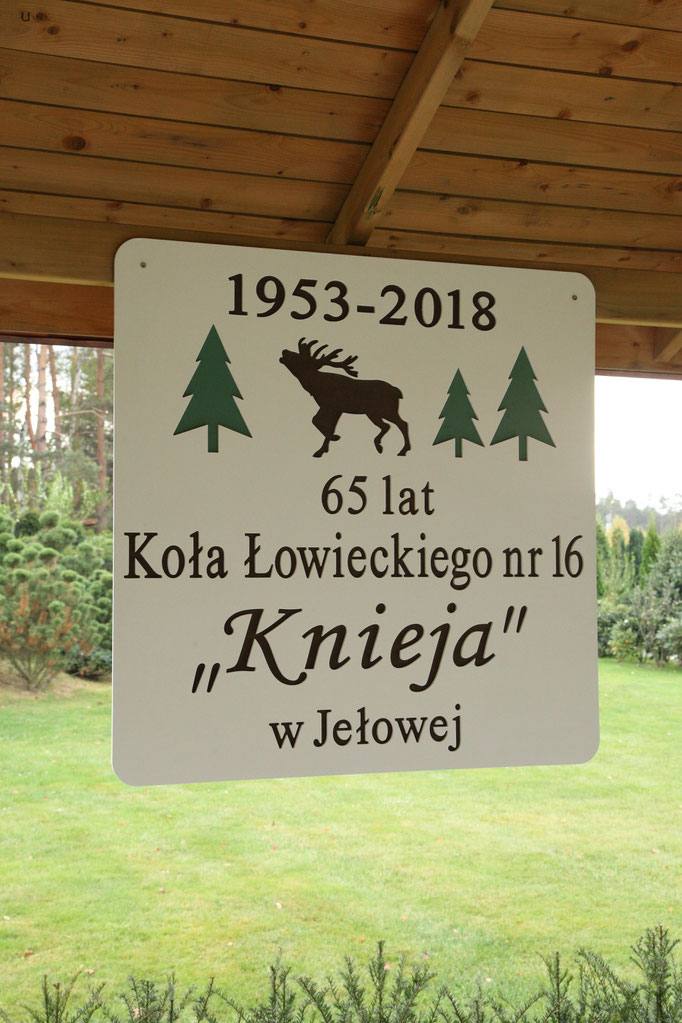 1953-2018
65 lat
Koła Łowieckiego nr 16
„Knieja"
w Jełowej